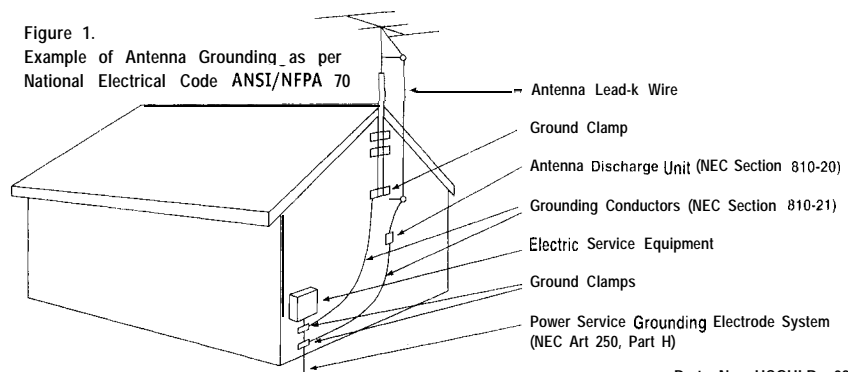 Figure 1.
Example of Antenna Grounding as per
National Electrical Code ANSI/NFPA 70
Antenna Lead-k Wire
Ground Clamp
Antenna Discharge Unit (NEC Section 810-20)
Grounding Conductors (NEC Section 810-21)
Electric Service Equipment
Ground Clamps
Power Service Grounding Electrode System
(NEC Art 250, Part H)